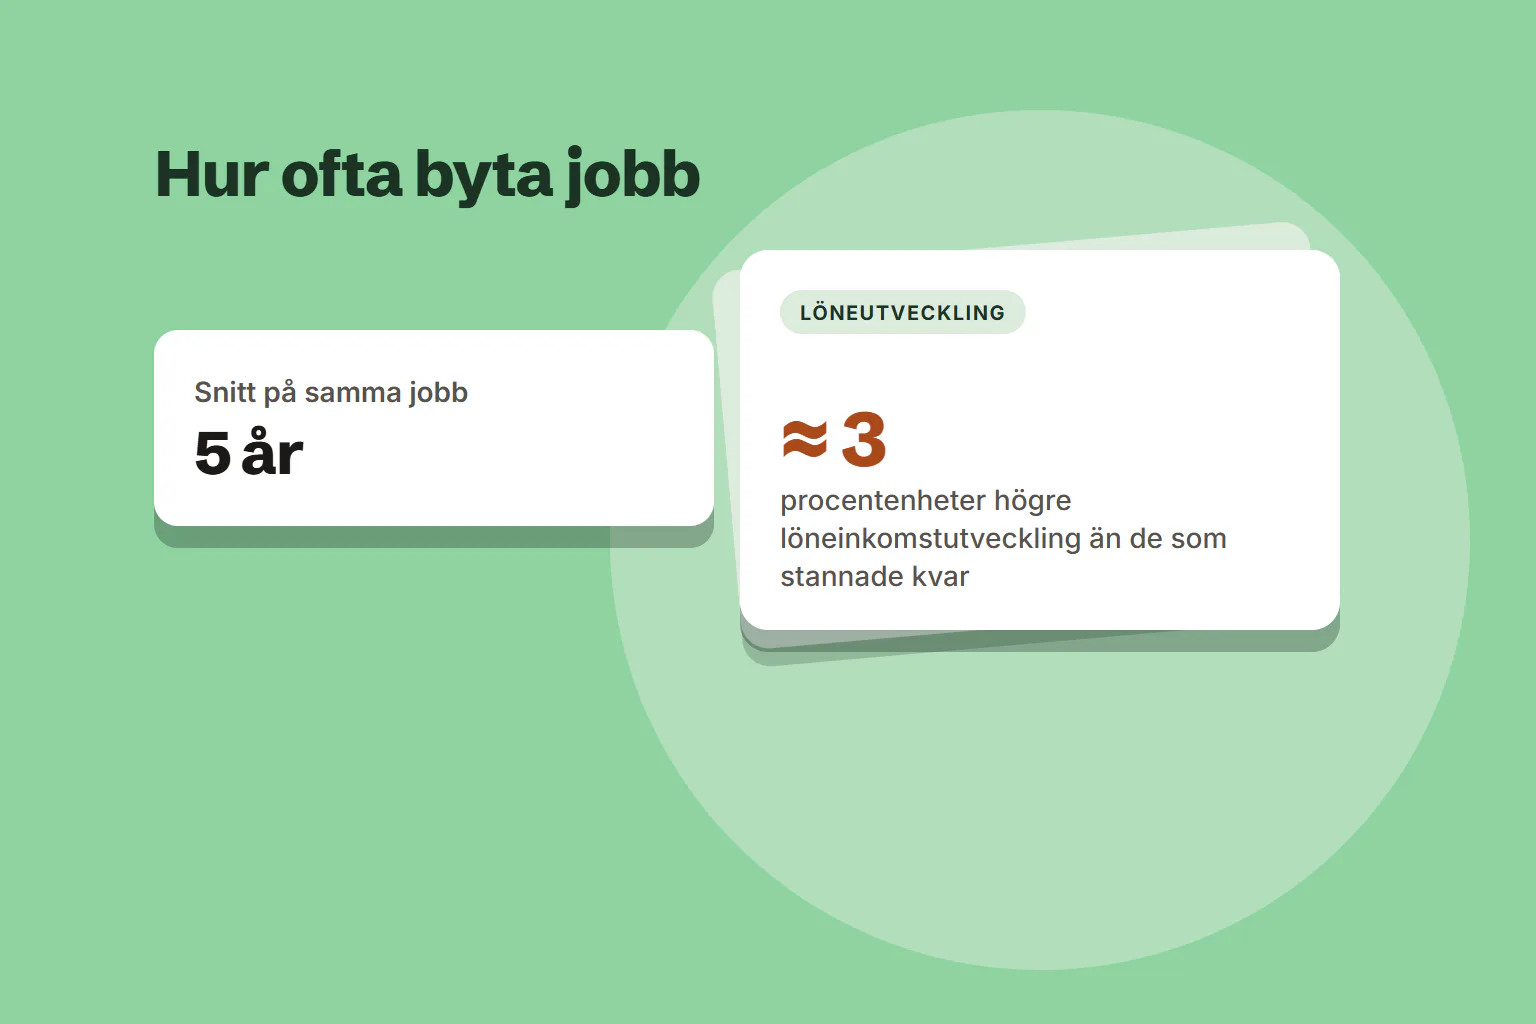 Hur ofta byta jobb
Snitt på samma jobb
5 år
LÖNEUTVECKLING
≈ 3
procentenheter högre
löneinkomstutveckling än de som
stannade kvar